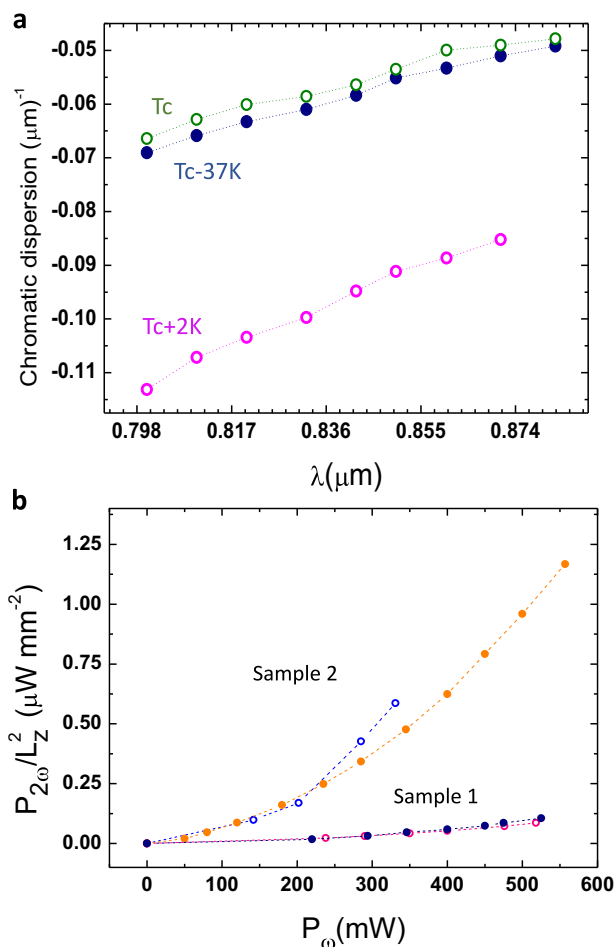 a
-0.05
-0.06
-0.07
-0.08
-0.09
-0.10
-0.11
Chromatic dispersion (μm)⁻¹
Tc
Tc-37K
Tc+2K
0.798 0.817 0.836 0.855 0.874
λ(μm)
b
1.25
1.00
0.75
0.50
0.25
0.00
P₂ω/L_z² (μW mm⁻²)
Sample 2
Sample 1
0 100 200 300 400 500 600
Pω(mW)